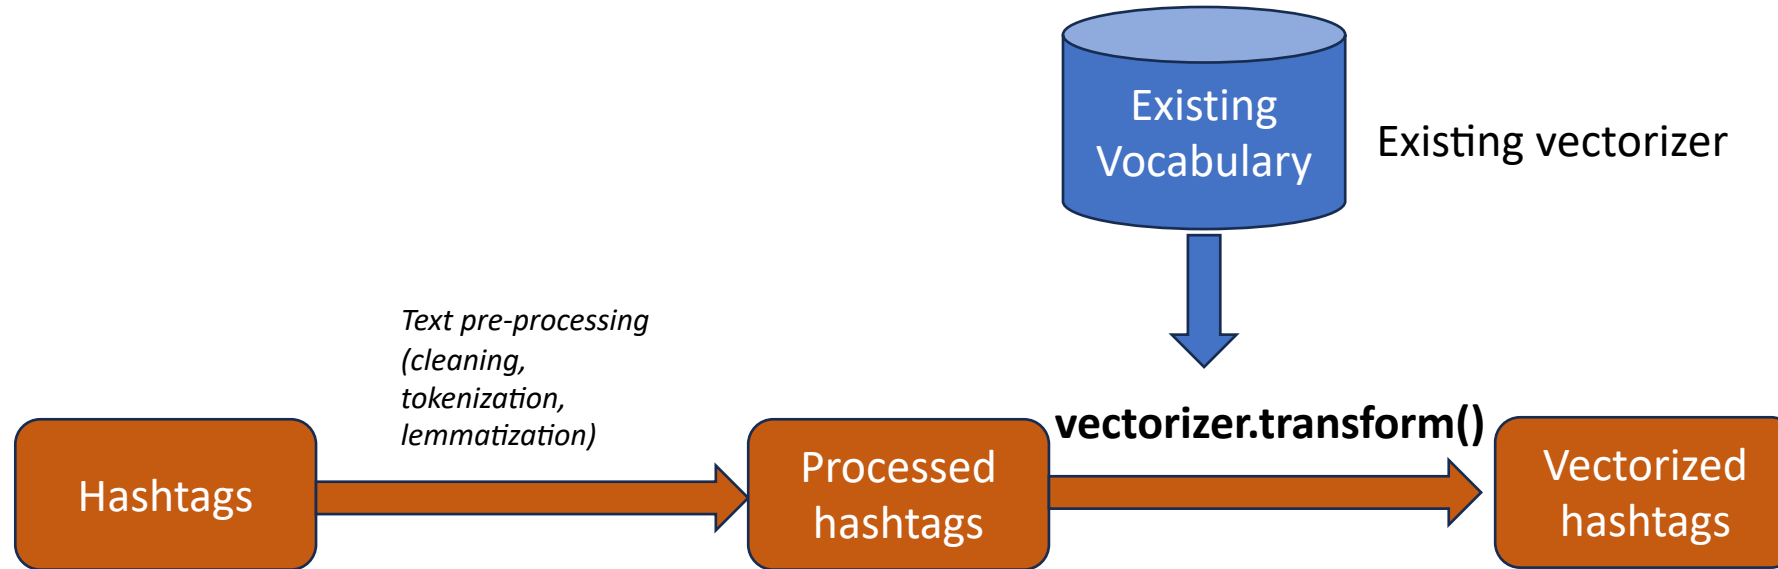 Existing
Vocabulary
Existing vectorizer
Text pre-processing
(cleaning,
tokenization,
lemmatization)
vectorizer.transform()
Hashtags
Processed
hashtags
Vectorized
hashtags